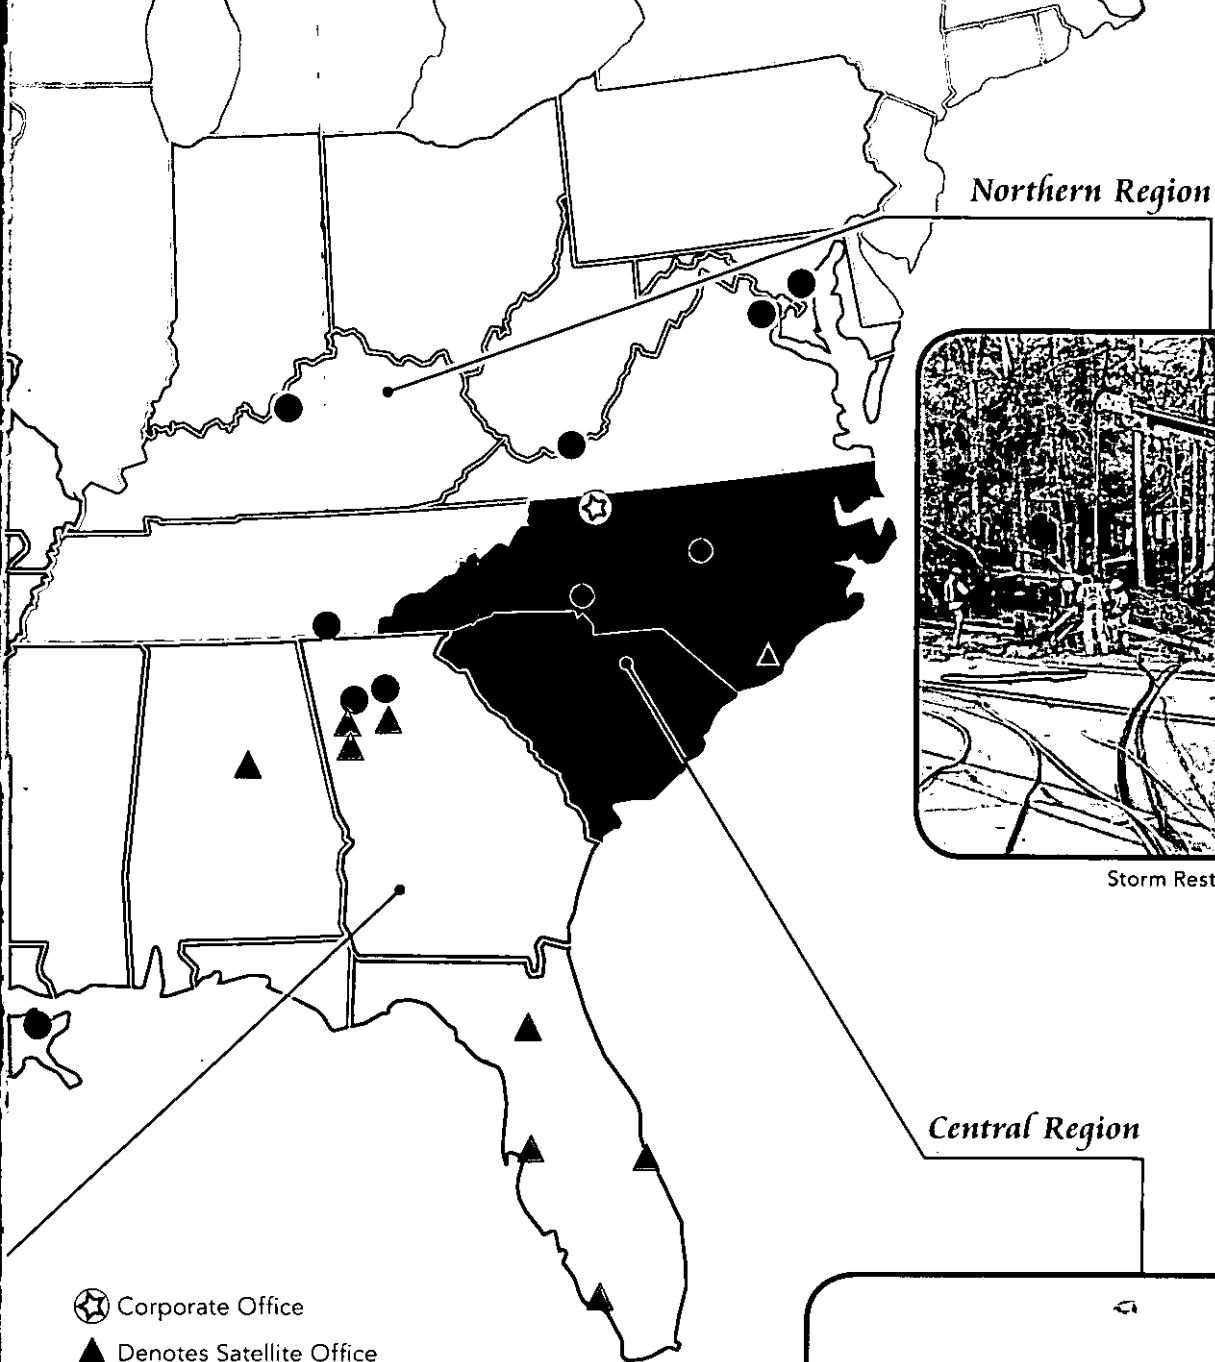 Northern Region
Storm Rest
Central Region
Corporate Office
Denotes Satellite Office